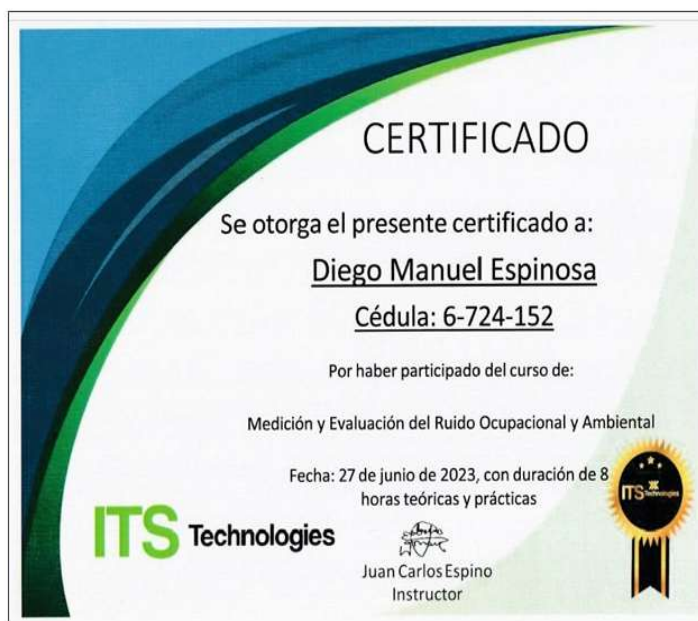 CERTIFICADO
Se otorga el presente certificado a:
Diego Manuel Espinosa
Cédula: 6-724-152
Por haber participado del curso de:
Medición y Evaluación del Ruido Ocupacional y Ambiental
Fecha: 27 de junio de 2023, con duración de 8
horas teóricas y prácticas
ITS Technologies
ITS Technologies
Juan Carlos Espino
Instructor